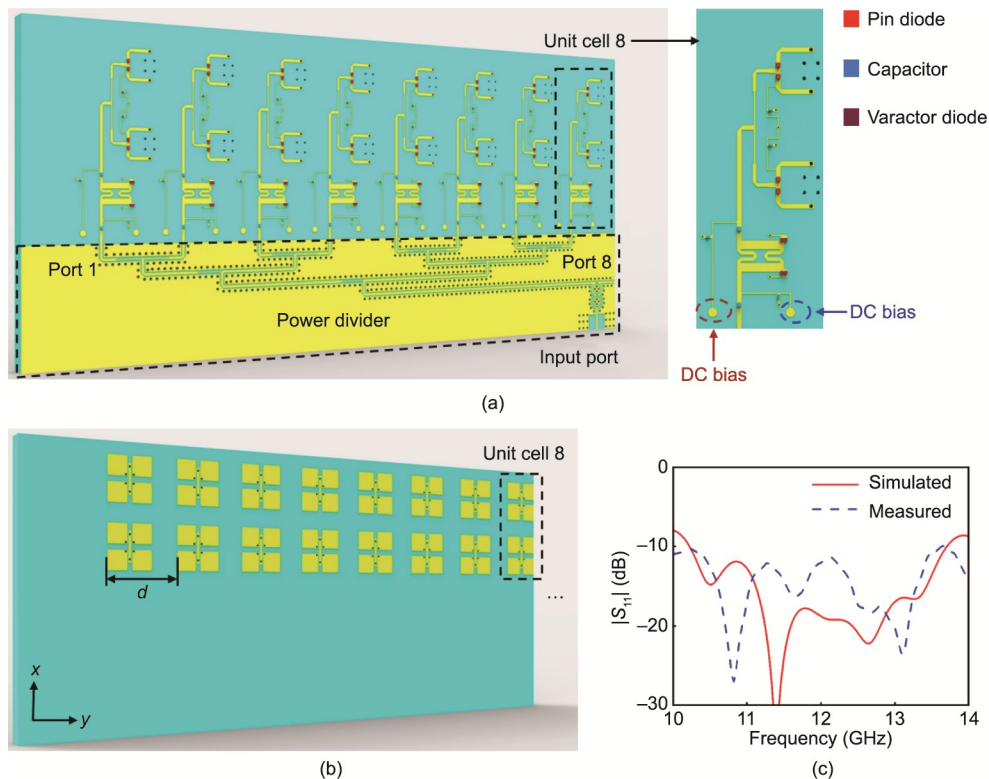 Unit cell 8
Pin diode
Capacitor
Varactor diode
Port 1
Port 8
Power divider
Input port
DC bias
DC bias
(a)
Unit cell 8
d
...
x
y
(b)
0
−10
−20
−30
|S11| (dB)
Simulated
Measured
10
11
12
13
14
Frequency (GHz)
(c)